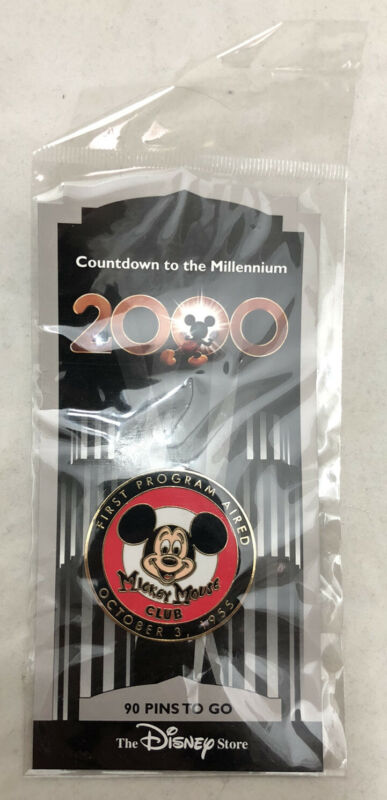 Countdown to the Millennium
2000
FIRST PROGRAM AIRED
MICKEY MOUSE
CLUB
OCTOBER 3, 1955
90 PINS TO GO
The DISNEY Store